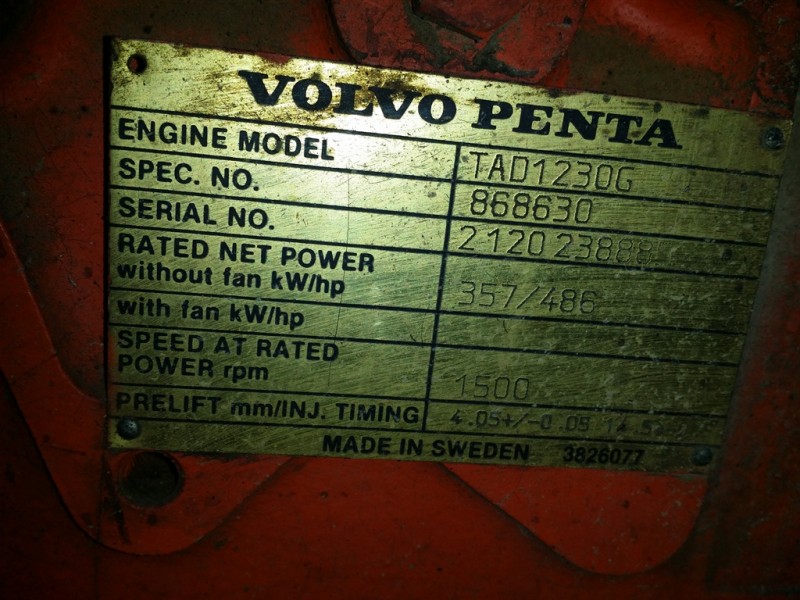 VOLVO PENTA
ENGINE MODEL TAD1230G
SPEC. NO. 868630
SERIAL NO. 2120 23888
RATED NET POWER
without fan kW/hp 357/486
with fan kW/hp
SPEED AT RATED
POWER rpm 1500
PRELIFT mm/INJ. TIMING 4.05+/-0.05
MADE IN SWEDEN 3826077